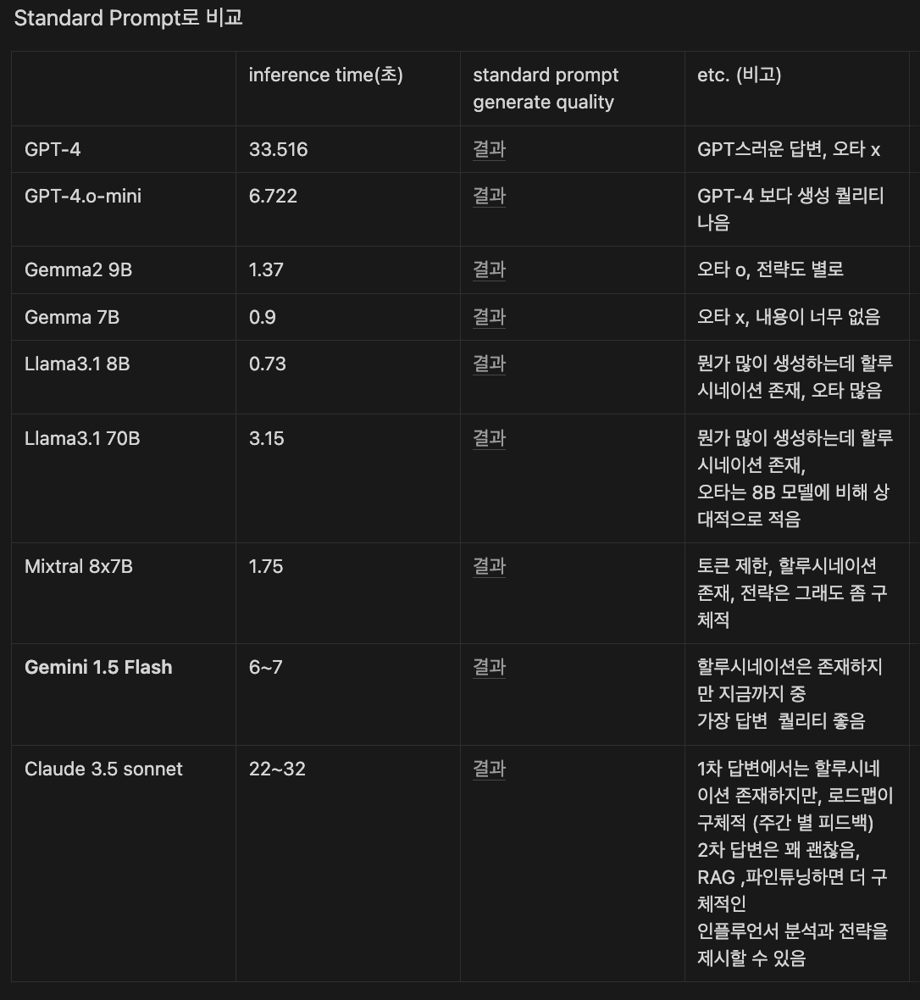 Standard Prompt로 비교
inference time(초)
standard prompt
generate quality
etc. (비고)
GPT-4
33.516
결과
GPT스러운 답변, 오타 x
GPT-4.o-mini
6.722
결과
GPT-4 보다 생성 퀄리티
나음
Gemma2 9B
1.37
결과
오타 o, 전략도 별로
Gemma 7B
0.9
결과
오타 x, 내용이 너무 없음
Llama3.1 8B
0.73
결과
뭔가 많이 생성하는데 할루
시네이션 존재, 오타 많음
Llama3.1 70B
3.15
결과
뭔가 많이 생성하는데 할루
시네이션 존재,
오타는 8B 모델에 비해 상
대적으로 적음
Mixtral 8x7B
1.75
결과
토큰 제한, 할루시네이션
존재, 전략은 그래도 좀 구
체적
Gemini 1.5 Flash
6~7
결과
할루시네이션은 존재하지
만 지금까지 중
가장 답변  퀄리티 좋음
Claude 3.5 sonnet
22~32
결과
1차 답변에서는 할루시네
이션 존재하지만, 로드맵이
구체적 (주간 별 피드백)
2차 답변은 꽤 괜찮음,
RAG ,파인튜닝하면 더 구
체적인
인플루언서 분석과 전략을
제시할 수 있음